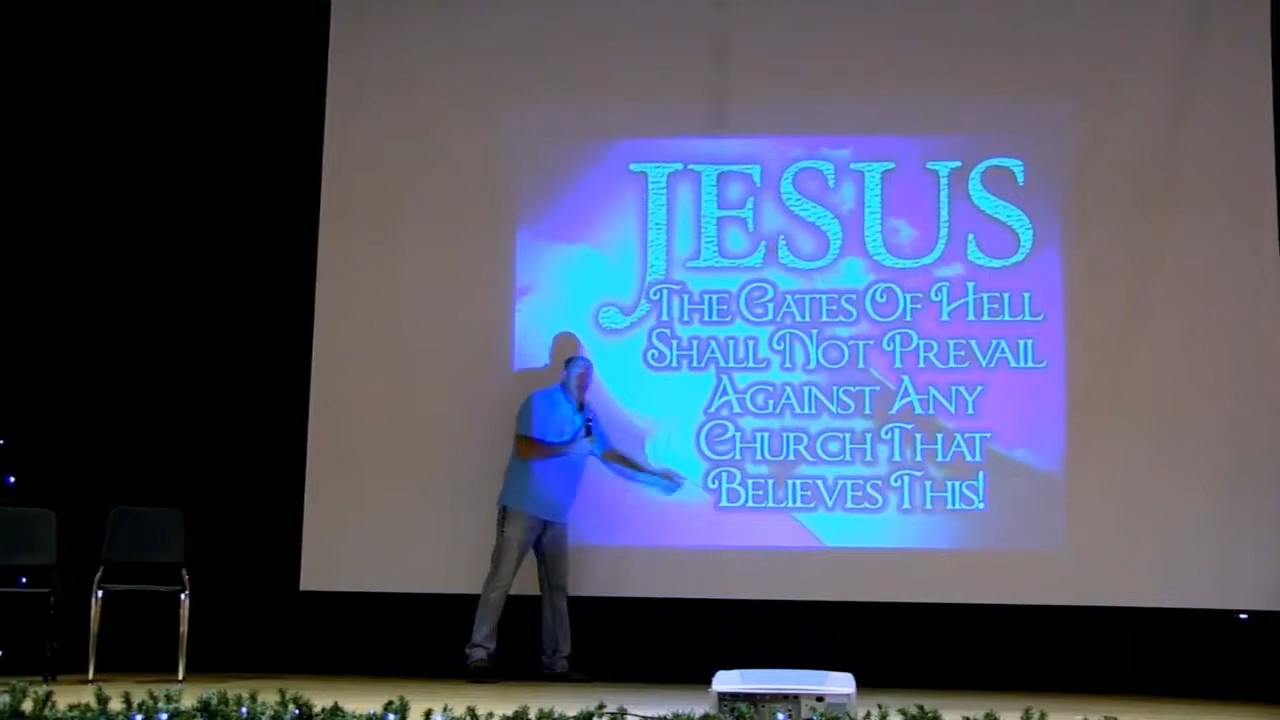 JESUS
THE GATES OF HELL
SHALL NOT PREVAIL
AGAINST ANY
CHURCH THAT
BELIEVES THIS!